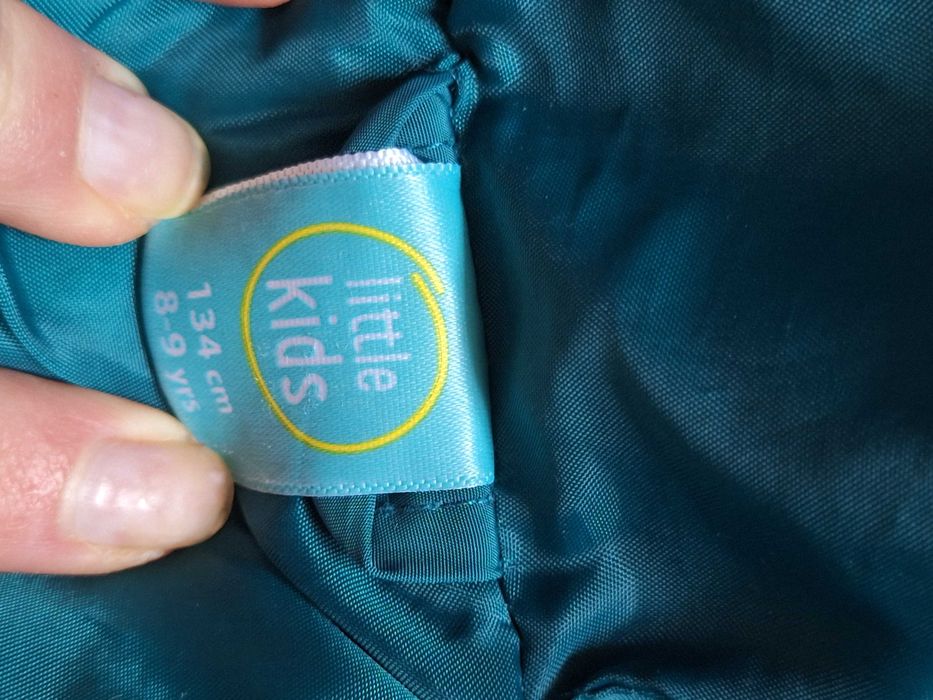 little
kids
134 cm
8-9 yrs